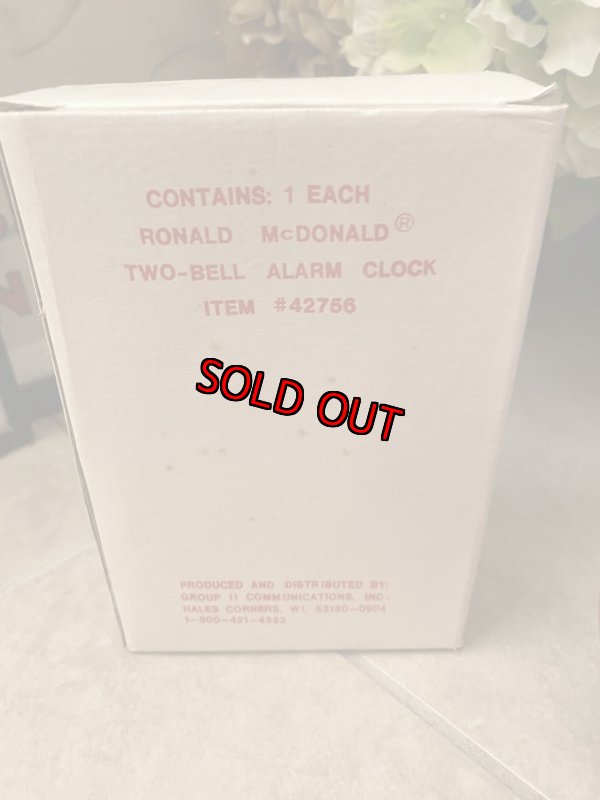 CONTAINS: 1 EACH
RONALD McDONALD®
TWO-BELL ALARM CLOCK
ITEM #42756
SOLD OUT
PRODUCED AND DISTRIBUTED BY:
GROUP II COMMUNICATIONS, INC.
HALES CORNERS, WI. 53130-0904
1-800-421-4332